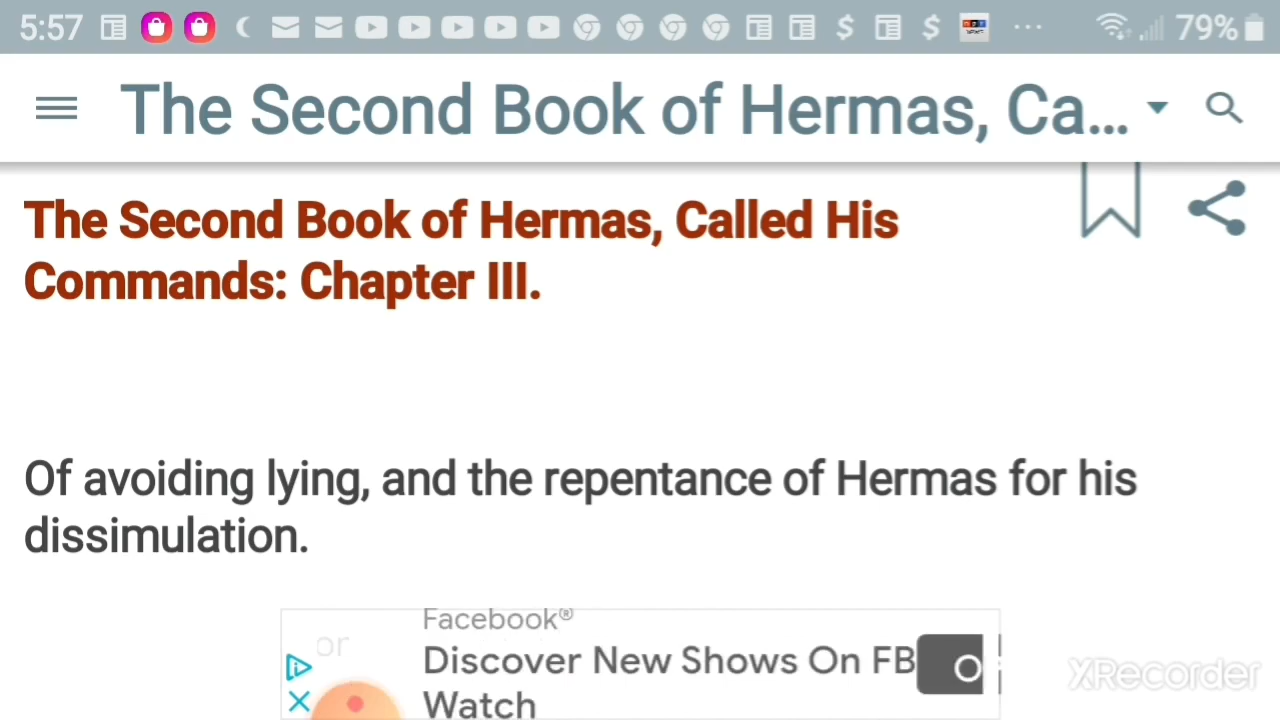 5:57 79%
The Second Book of Hermas, Ca...
The Second Book of Hermas, Called His
Commands: Chapter III.
Of avoiding lying, and the repentance of Hermas for his
dissimulation.
Facebook®
or
Discover New Shows On FB
Watch
XRecorder